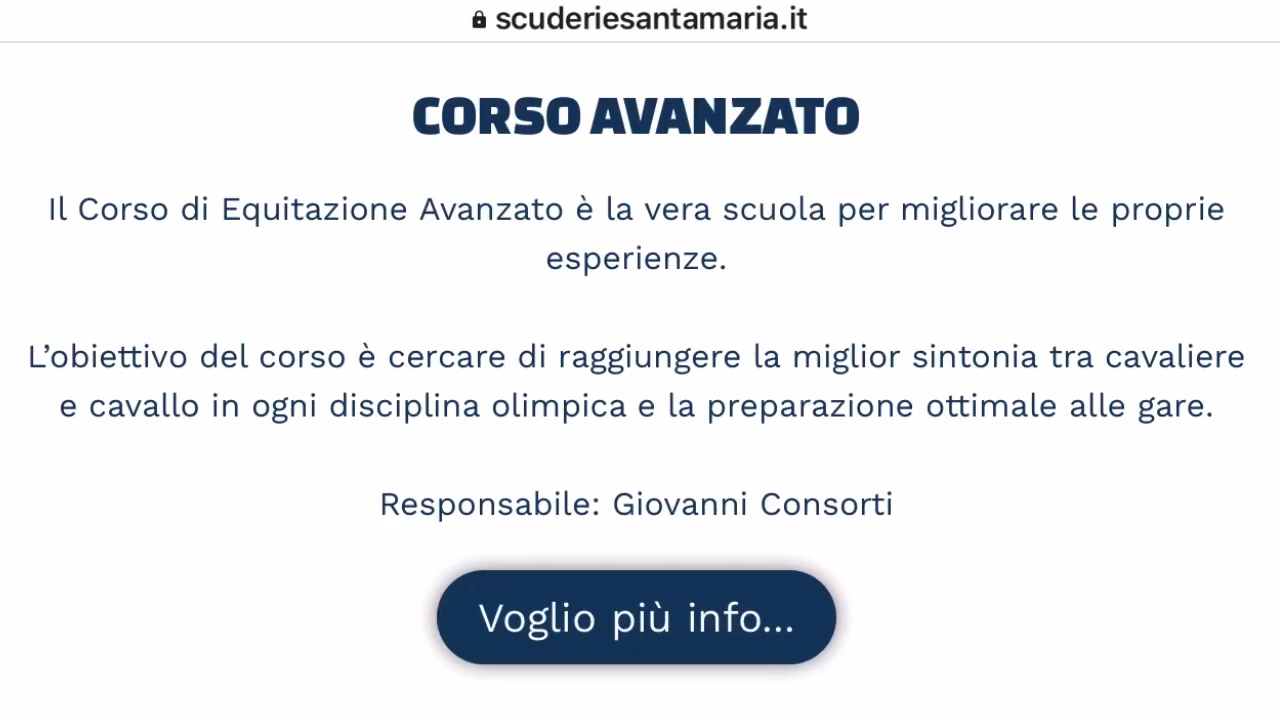 scuderiesantamaria.it
CORSO AVANZATO
Il Corso di Equitazione Avanzato è la vera scuola per migliorare le proprie
esperienze.
L’obiettivo del corso è cercare di raggiungere la miglior sintonia tra cavaliere
e cavallo in ogni disciplina olimpica e la preparazione ottimale alle gare.
Responsabile: Giovanni Consorti
Voglio più info...